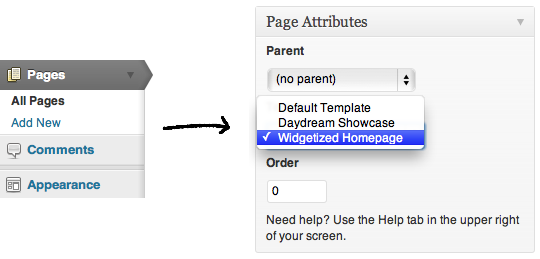 Pages
All Pages
Add New
Comments
Appearance
Page Attributes
Parent
(no parent)
Default Template
Daydream Showcase
✓ Widgetized Homepage
Order
0
Need help? Use the Help tab in the upper right
of your screen.